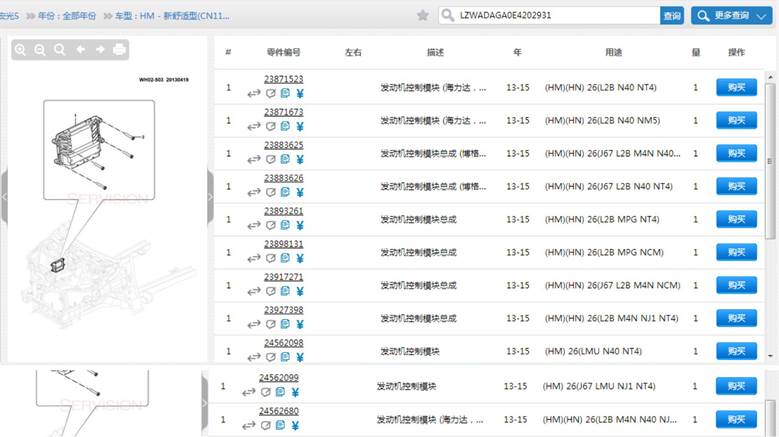 宏光S >> 年份：全部年份 >> 车型：HM - 新舒适型(CN11...
LZWADAGA0E4202931 查询 更多查询
# 零件编号 左右 描述 年 用途 量 操作
WH02-503 20130419
SERVISION
1 23871523 发动机控制模块 (海力达，... 13-15 (HM)(HN) 26(L2B N40 NT4) 1 购买
1 23871673 发动机控制模块 (海力达，... 13-15 (HM)(HN) 26(L2B N40 NM5) 1 购买
1 23883625 发动机控制模块总成 (博格... 13-15 (HM)(HN) 26(J67 L2B M4N N40... 1 购买
1 23883626 发动机控制模块总成 (博格... 13-15 (HM)(HN) 26(J67 L2B N40 NT4) 1 购买
1 23893261 发动机控制模块总成 13-15 (HM)(HN) 26(L2B MPG NT4) 1 购买
1 23898131 发动机控制模块总成 13-15 (HM)(HN) 26(L2B MPG NCM) 1 购买
1 23917271 发动机控制模块总成 13-15 (HM)(HN) 26(J67 L2B M4N NCM) 1 购买
1 23927398 发动机控制模块总成 13-15 (HM)(HN) 26(L2B M4N NJ1 NT4) 1 购买
1 24562098 发动机控制模块 13-15 (HM) 26(LMU N40 NT4) 1 购买
1 24562099 发动机控制模块 13-15 (HM) 26(J67 LMU NJ1 NT4) 1 购买
1 24562680 发动机控制模块 (海力达，... 13-15 (HM)(HN) 26(L2B M4N N40 NJ... 1 购买
SERVISION